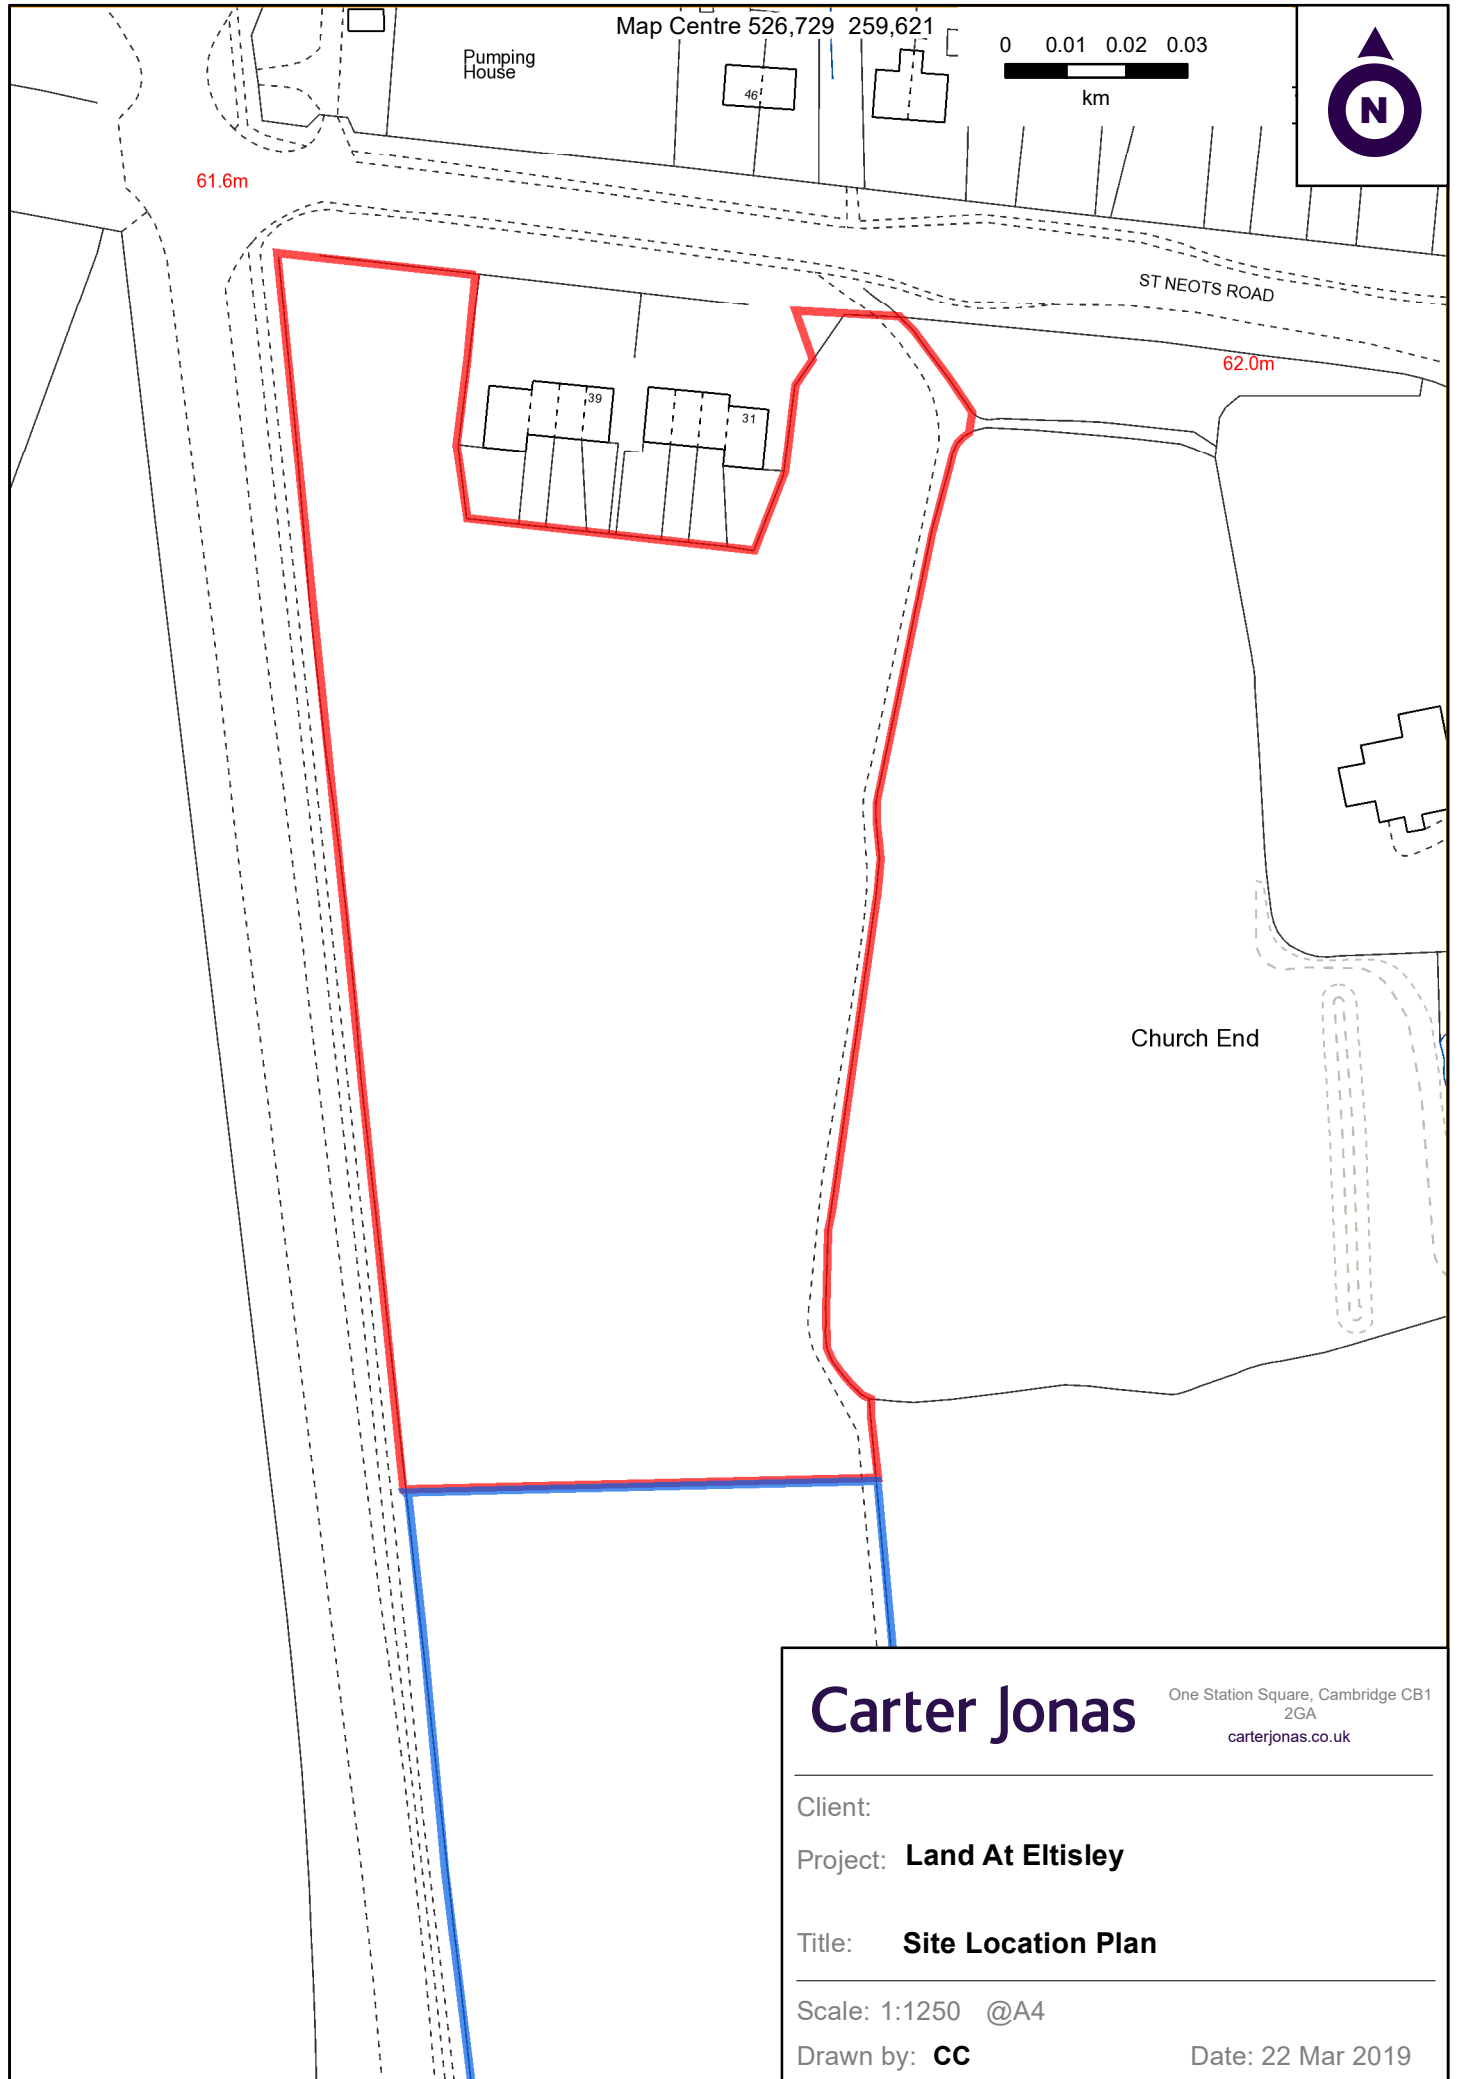 Map Centre 526,729 259,621
0 0.01 0.02 0.03
km
N
Pumping
House
46
61.6m
ST NEOTS ROAD
62.0m
39
31
Church End
Carter Jonas
One Station Square, Cambridge CB1
2GA
carterjonas.co.uk
Client:
Project: Land At Eltisley
Title: Site Location Plan
Scale: 1:1250 @A4
Drawn by: CC Date: 22 Mar 2019